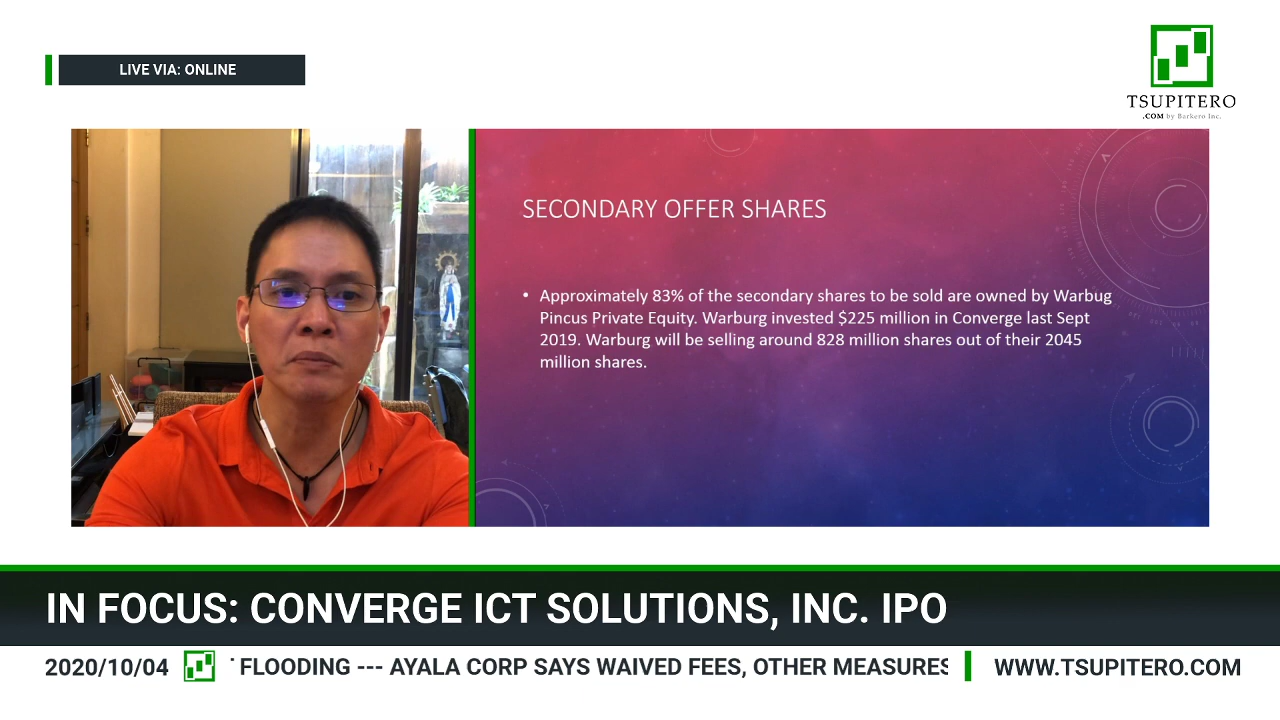 LIVE VIA: ONLINE
TSUPITERO
.COM by Barkero Inc.
SECONDARY OFFER SHARES
• Approximately 83% of the secondary shares to be sold are owned by Warbug
Pincus Private Equity. Warburg invested $225 million in Converge last Sept
2019. Warburg will be selling around 828 million shares out of their 2045
million shares.
IN FOCUS: CONVERGE ICT SOLUTIONS, INC. IPO
2020/10/04 FLOODING --- AYALA CORP SAYS WAIVED FEES, OTHER MEASURES WWW.TSUPITERO.COM